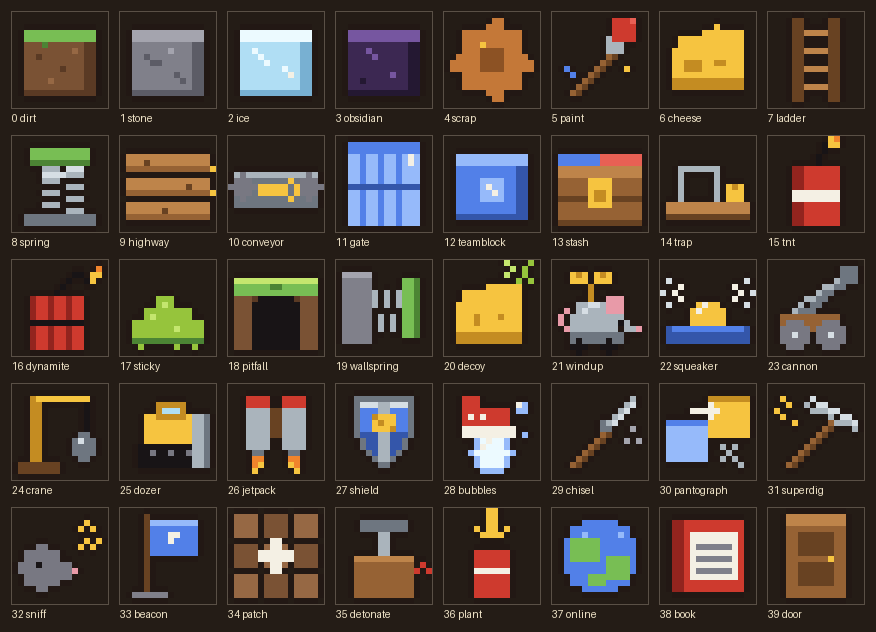 0 dirt
1 stone
2 ice
3 obsidian
4 scrap
5 paint
6 cheese
7 ladder
8 spring
9 highway
10 conveyor
11 gate
12 teamblock
13 stash
14 trap
15 tnt
16 dynamite
17 sticky
18 pitfall
19 wallspring
20 decoy
21 windup
22 squeaker
23 cannon
24 crane
25 dozer
26 jetpack
27 shield
28 bubbles
29 chisel
30 pantograph
31 superdig
32 sniff
33 beacon
34 patch
35 detonate
36 plant
37 online
38 book
39 door